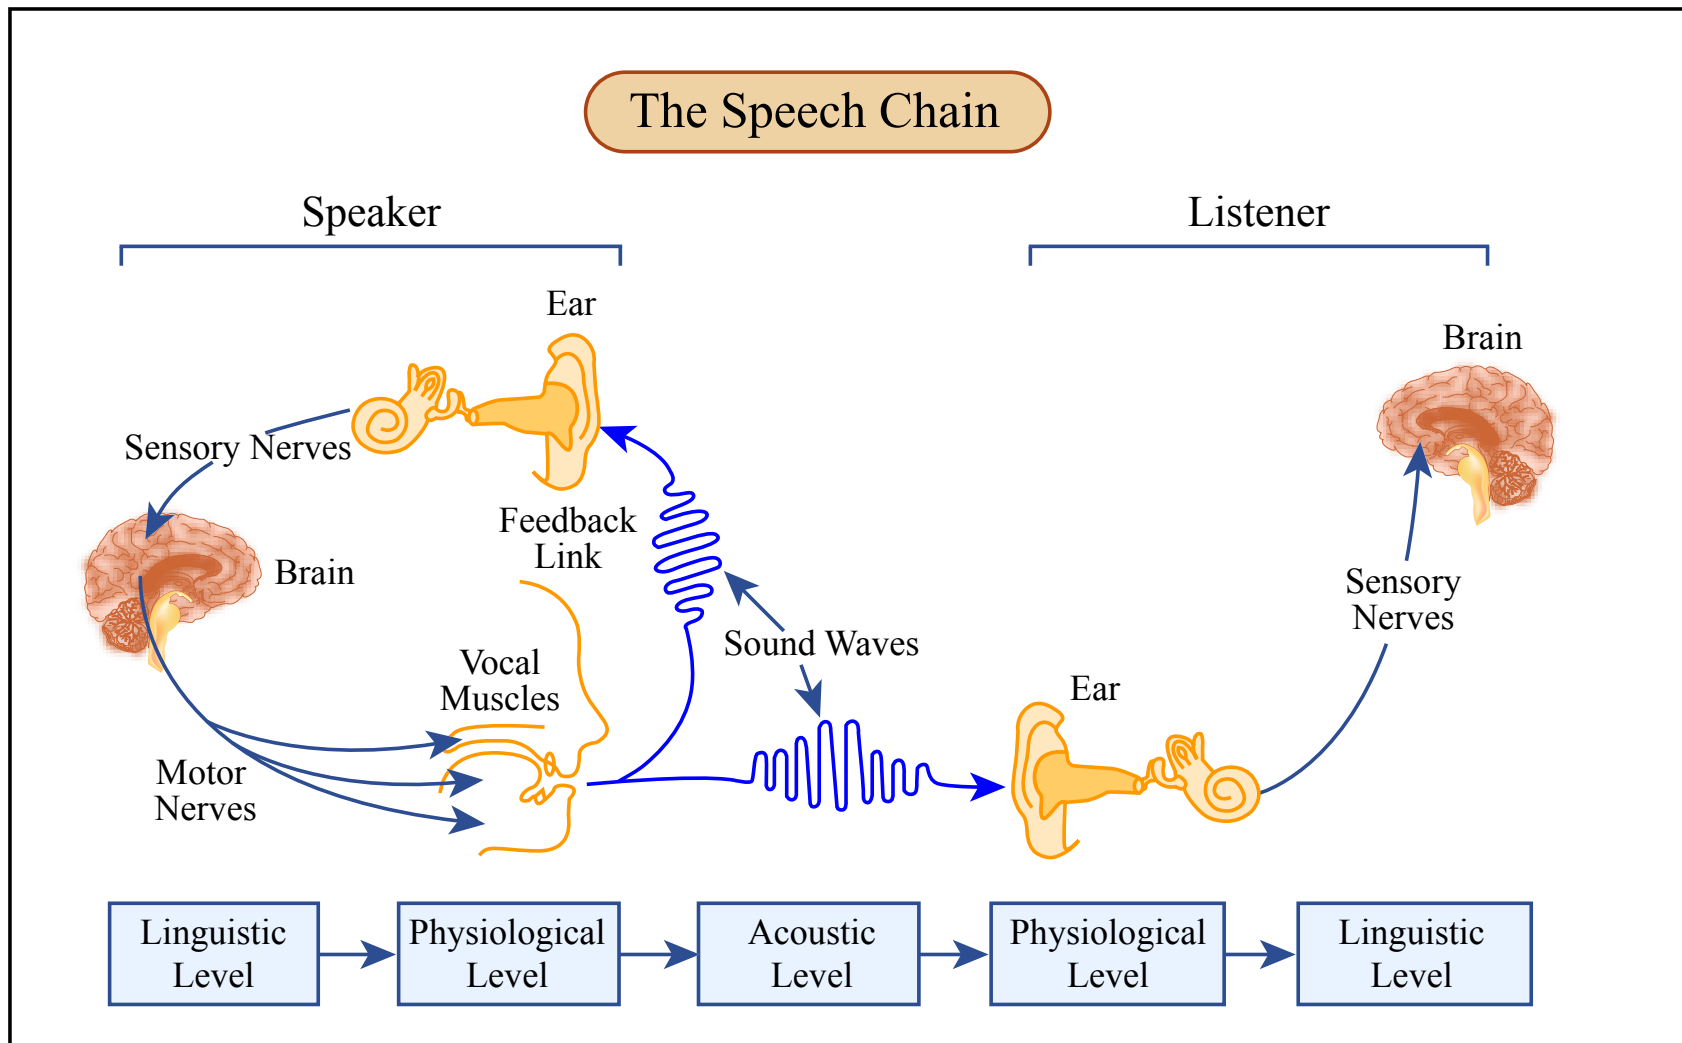 The Speech Chain
Speaker
Listener
Ear
Brain
Sensory Nerves
Feedback
Link
Brain
Sensory
Nerves
Sound Waves
Vocal
Muscles
Ear
Motor
Nerves
Linguistic
Level
Physiological
Level
Acoustic
Level
Physiological
Level
Linguistic
Level